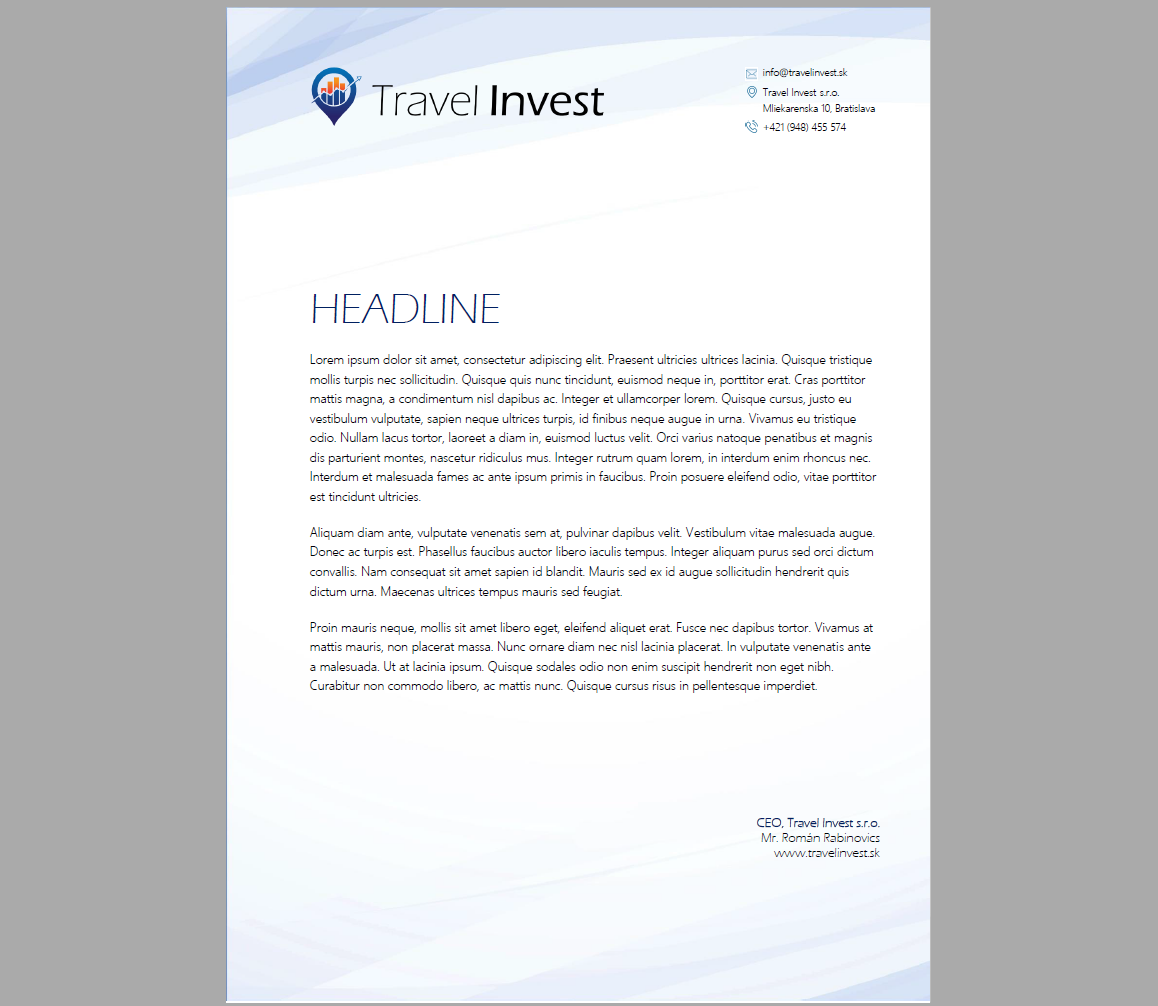 Travel Invest
info@travelinvest.sk
Travel Invest s.r.o.
Mliekarenska 10, Bratislava
+421 (948) 455 574
HEADLINE
Lorem ipsum dolor sit amet, consectetur adipiscing elit. Praesent ultricies ultrices lacinia. Quisque tristique
mollis turpis nec sollicitudin. Quisque quis nunc tincidunt, euismod neque in, porttitor erat. Cras porttitor
mattis magna, a condimentum nisl dapibus ac. Integer et ullamcorper lorem. Quisque cursus, justo eu
vestibulum vulputate, sapien neque ultrices turpis, id finibus neque augue in urna. Vivamus eu tristique
odio. Nullam lacus tortor, laoreet a diam in, euismod luctus velit. Orci varius natoque penatibus et magnis
dis parturient montes, nascetur ridiculus mus. Integer rutrum quam lorem, in interdum enim rhoncus nec.
Interdum et malesuada fames ac ante ipsum primis in faucibus. Proin posuere eleifend odio, vitae porttitor
est tincidunt ultricies.
Aliquam diam ante, vulputate venenatis sem at, pulvinar dapibus velit. Vestibulum vitae malesuada augue.
Donec ac turpis est. Phasellus faucibus auctor libero iaculis tempus. Integer aliquam purus sed orci dictum
convallis. Nam consequat sit amet sapien id blandit. Mauris sed ex id augue sollicitudin hendrerit quis
dictum urna. Maecenas ultrices tempus mauris sed feugiat.
Proin mauris neque, mollis sit amet libero eget, eleifend aliquet erat. Fusce nec dapibus tortor. Vivamus at
mattis mauris, non placerat massa. Nunc ornare diam nec nisl lacinia placerat. In vulputate venenatis ante
a malesuada. Ut at lacinia ipsum. Quisque sodales odio non enim suscipit hendrerit non eget nibh.
Curabitur non commodo libero, ac mattis nunc. Quisque cursus risus in pellentesque imperdiet.
CEO, Travel Invest s.r.o.
Mr. Román Rabinovics
www.travelinvest.sk